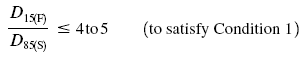 D15(F)
D85(S)
≤ 4 to 5 (to satisfy Condition 1)